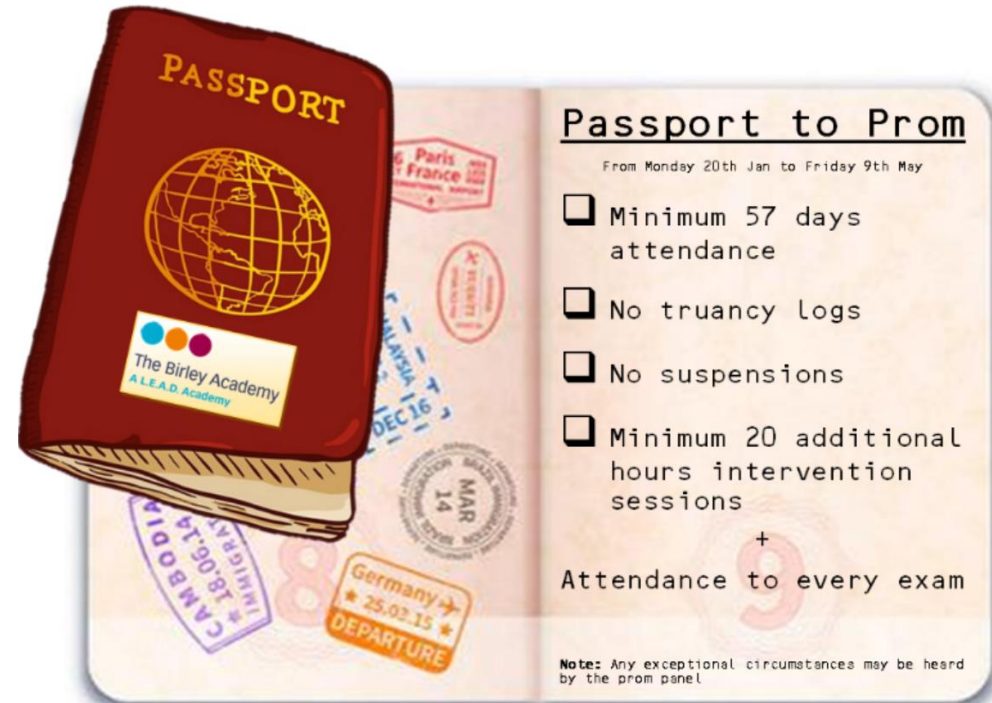 PASSPORT
The Birley Academy
A L.E.A.D. Academy
Paris
France
MALAYSIA
DEC 16
MAR
14
CAMBODIA
18.06.14
Germany
25.03.15
DEPARTURE
8
Passport to Prom
From Monday 20th Jan to Friday 9th May
Minimum 57 days
attendance
No truancy logs
No suspensions
Minimum 20 additional
hours intervention
sessions
+
Attendance to every exam
9
Note: Any exceptional circumstances may be heard
by the prom panel